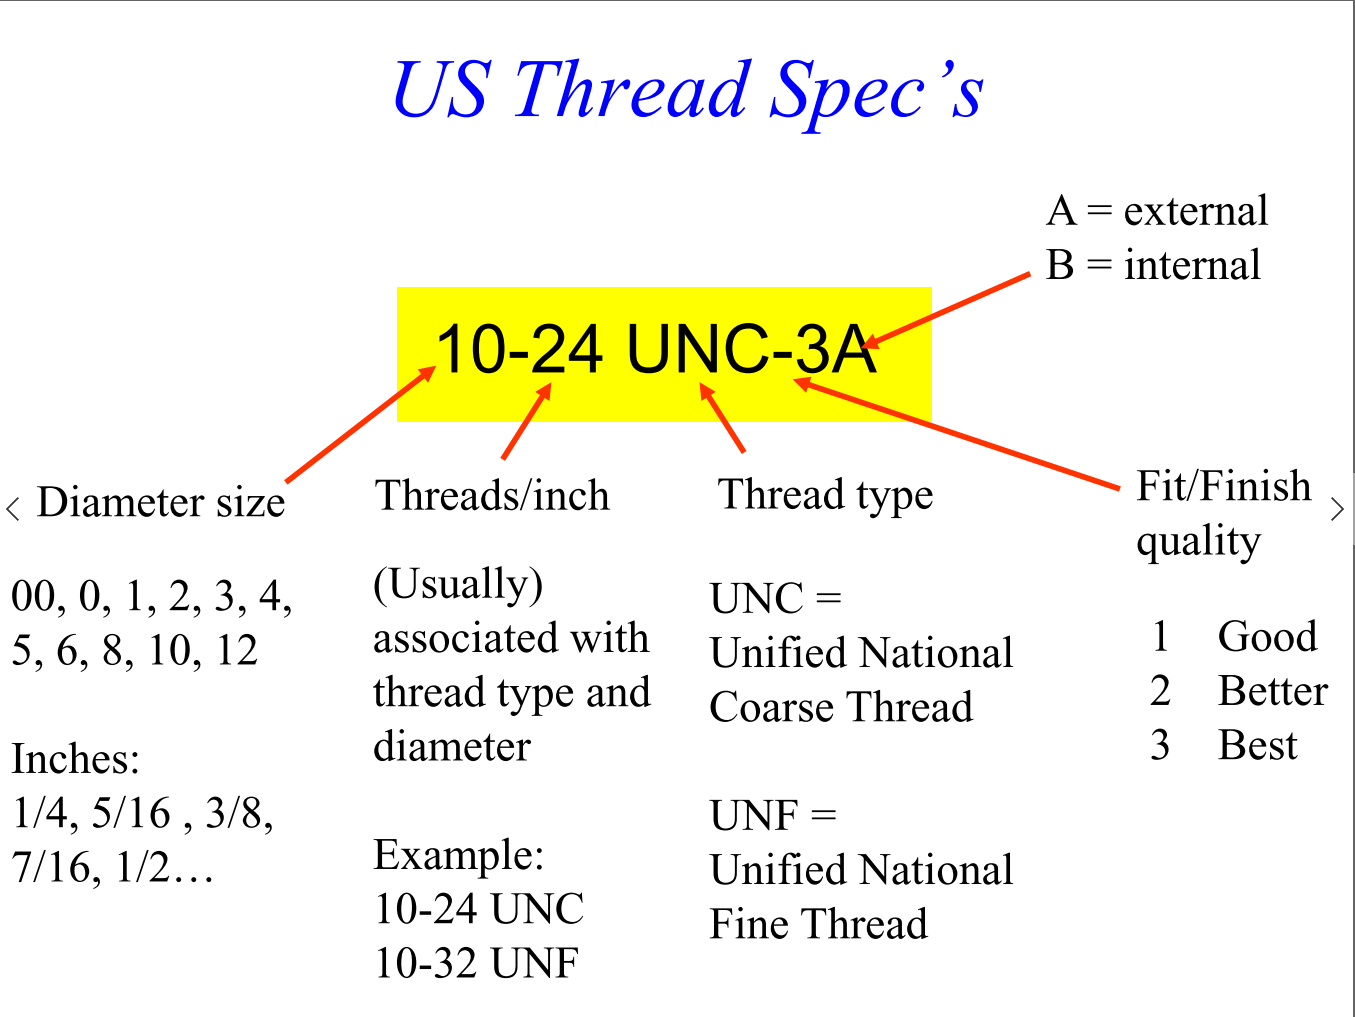 US Thread Spec’s
A = external
B = internal
10-24 UNC-3A
Diameter size
00, 0, 1, 2, 3, 4,
5, 6, 8, 10, 12
Inches:
1/4, 5/16 , 3/8,
7/16, 1/2…
Threads/inch
(Usually)
associated with
thread type and
diameter
Example:
10-24 UNC
10-32 UNF
Thread type
UNC =
Unified National
Coarse Thread
UNF =
Unified National
Fine Thread
Fit/Finish
quality
1 Good
2 Better
3 Best